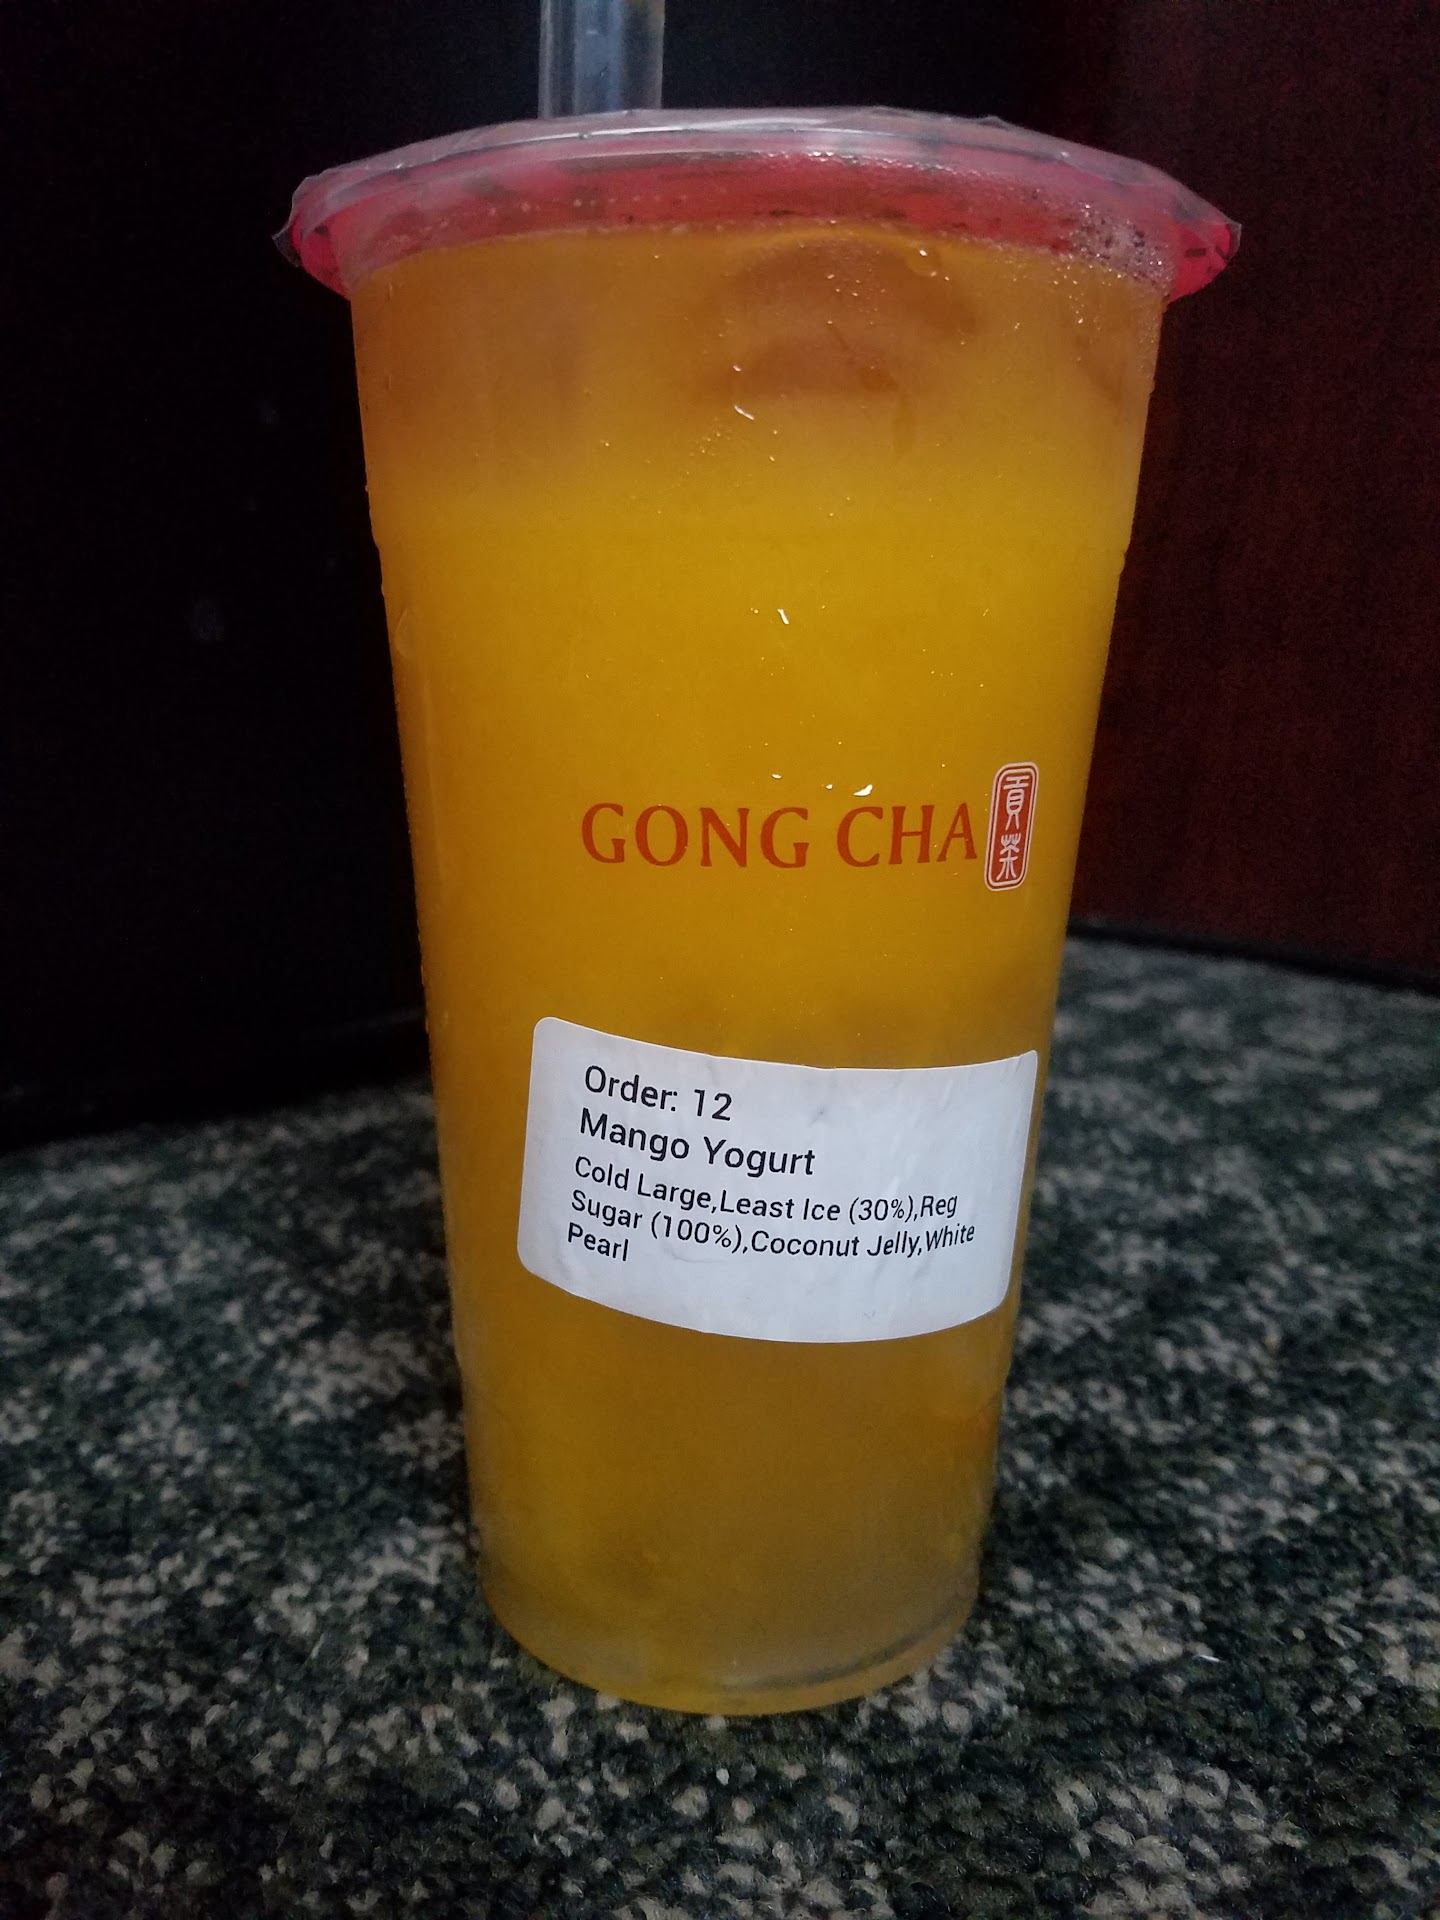 GONG CHA 貢茶
Order: 12
Mango Yogurt
Cold Large,Least Ice (30%),Reg
Sugar (100%),Coconut Jelly,White
Pearl